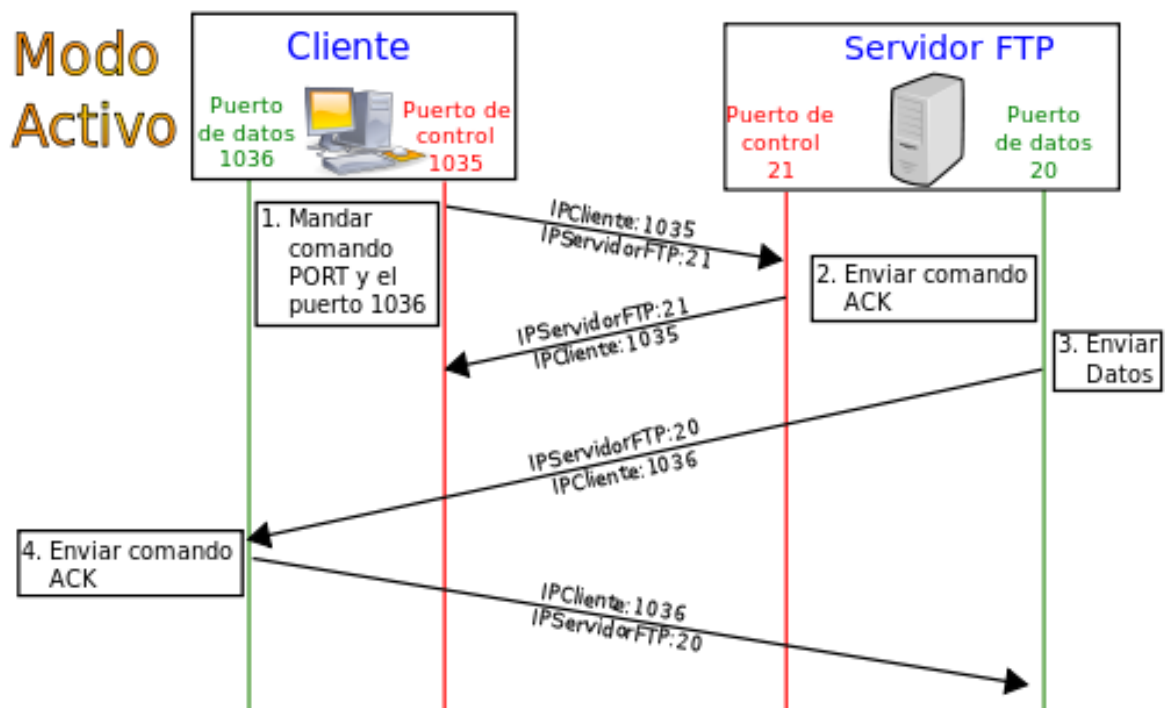 Modo
Activo
Cliente
Puerto
de datos
1036
Puerto de
control
1035
Servidor FTP
Puerto de
control
21
Puerto
de datos
20
1. Mandar
comando
PORT y el
puerto 1036
IPCliente:1035
IPServidorFTP:21
2. Enviar comando
ACK
IPServidorFTP:21
IPCliente:1035
3. Enviar
Datos
IPServidorFTP:20
IPCliente:1036
4. Enviar comando
ACK
IPCliente:1036
IPServidorFTP:20